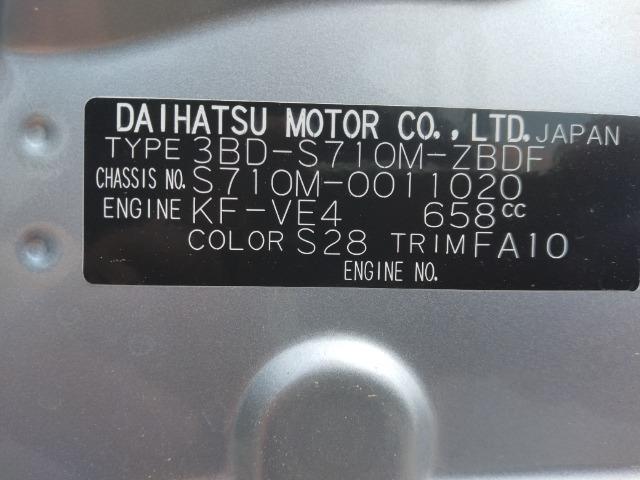 DAIHATSU MOTOR CO., LTD. JAPAN
TYPE 3BD-S710M-ZBDF
CHASSIS NO. S710M-0011020
ENGINE KF-VE4 658cc
COLOR S28 TRIM FA10
ENGINE NO.